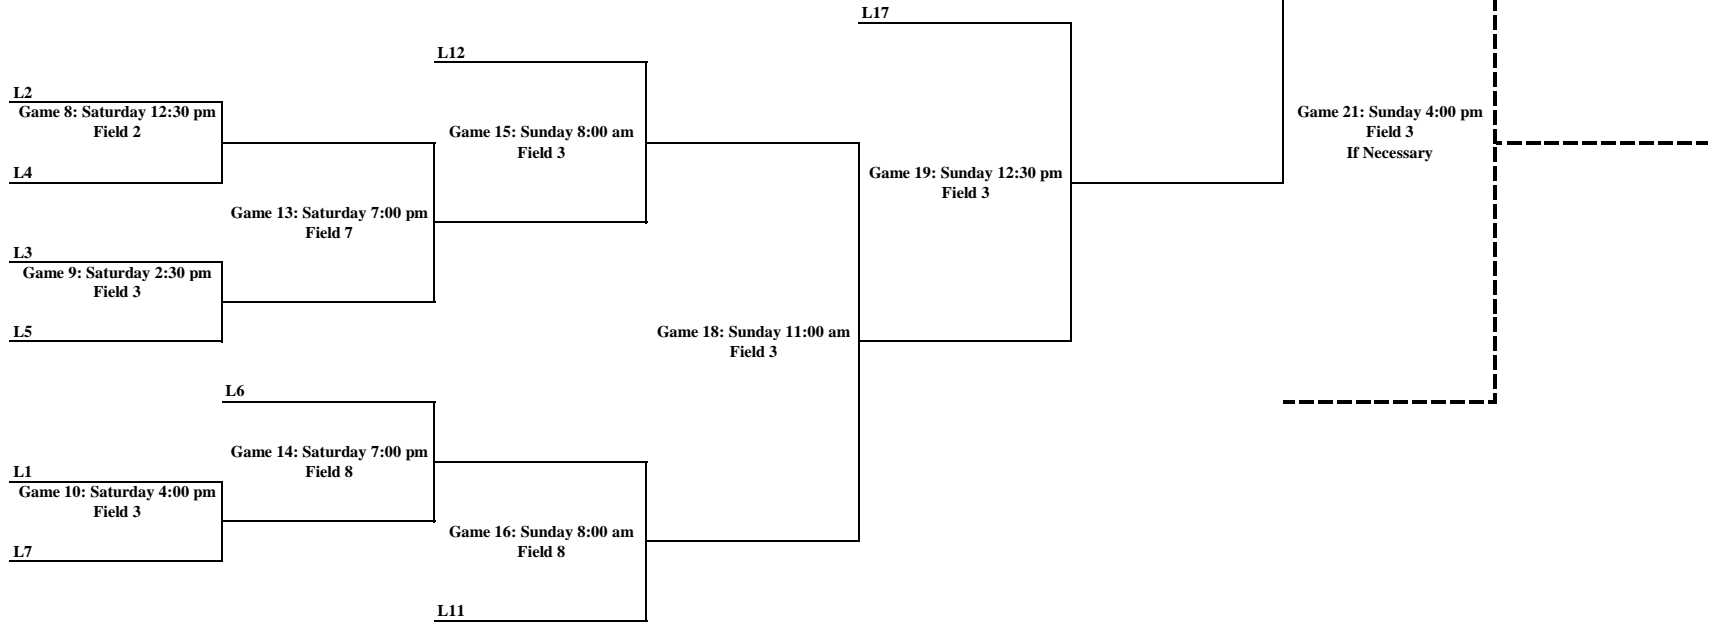 L17
L12
L2
Game 8: Saturday 12:30 pm
Field 2
L4
Game 15: Sunday 8:00 am
Field 3
Game 21: Sunday 4:00 pm
Field 3
If Necessary
Game 19: Sunday 12:30 pm
Field 3
Game 13: Saturday 7:00 pm
Field 7
L3
Game 9: Saturday 2:30 pm
Field 3
L5
Game 18: Sunday 11:00 am
Field 3
L6
Game 14: Saturday 7:00 pm
Field 8
L1
Game 10: Saturday 4:00 pm
Field 3
L7
Game 16: Sunday 8:00 am
Field 8
L11